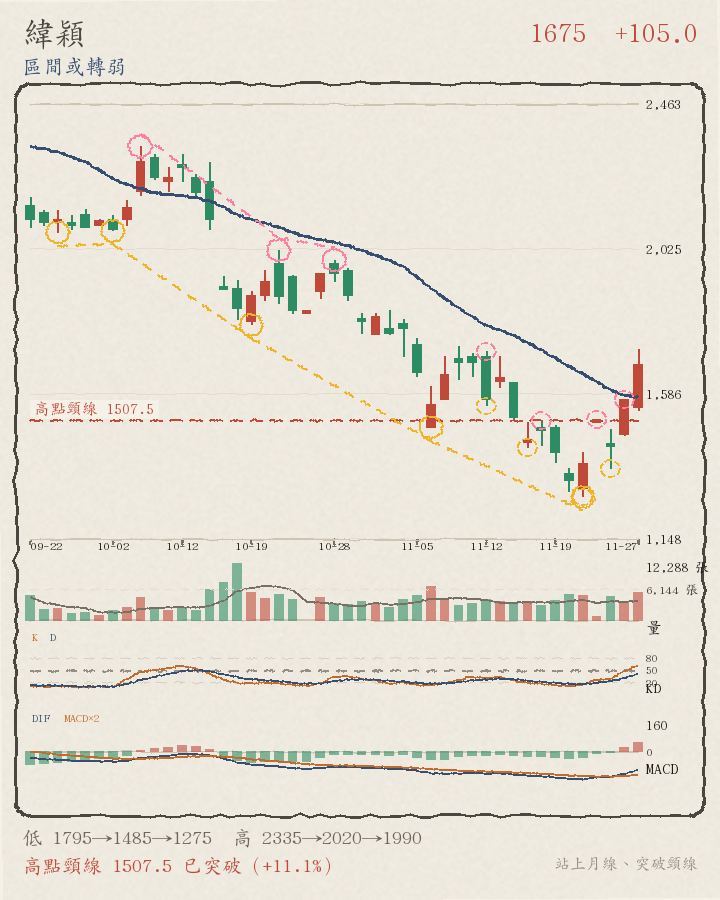 緯穎
1675 +105.0
區間或轉弱
2,463
2,025
高點頸線 1507.5
1,586
1,148
09-22 10-02 10-12 10-19 10-28 11-05 11-12 11-19 11-27
12,288 張
6,144 張
量
K D
80
50
20
KD
DIF MACD×2
160
0
MACD
低 1795→1485→1275 高 2335→2020→1990
高點頸線 1507.5 已突破 (+11.1%)
站上月線、突破頸線